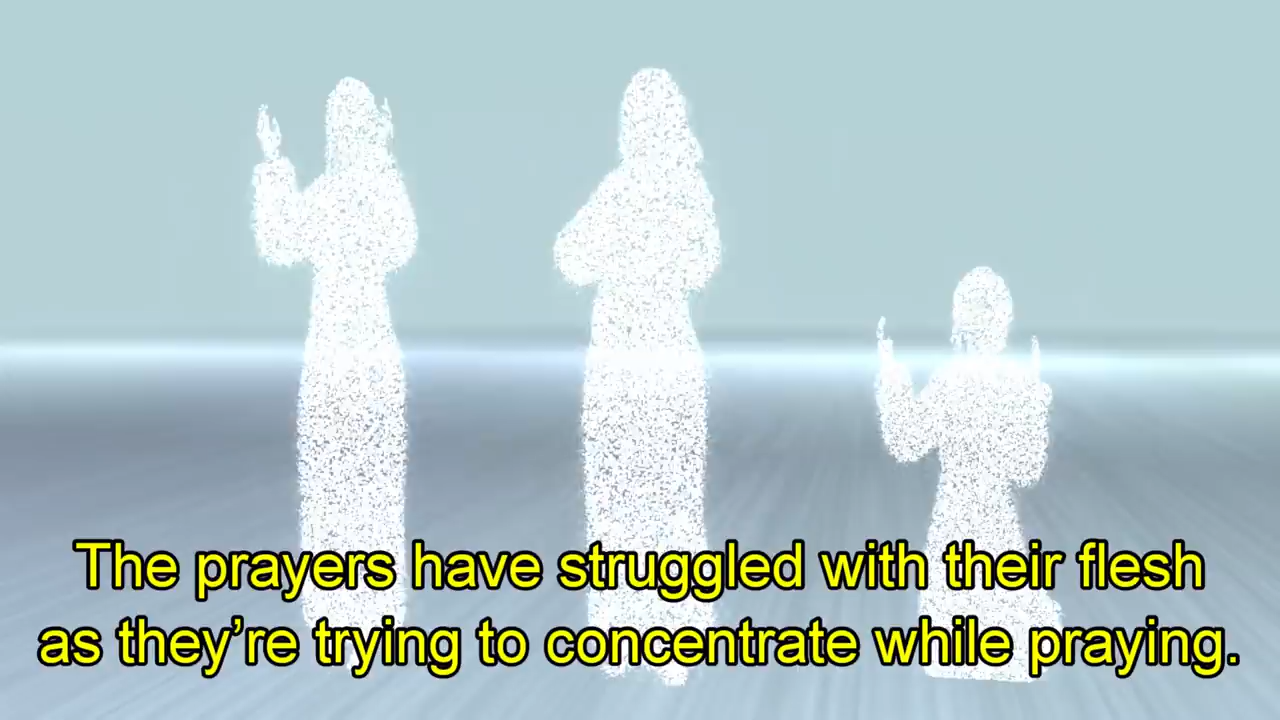 The prayers have struggled with their flesh
as they’re trying to concentrate while praying.